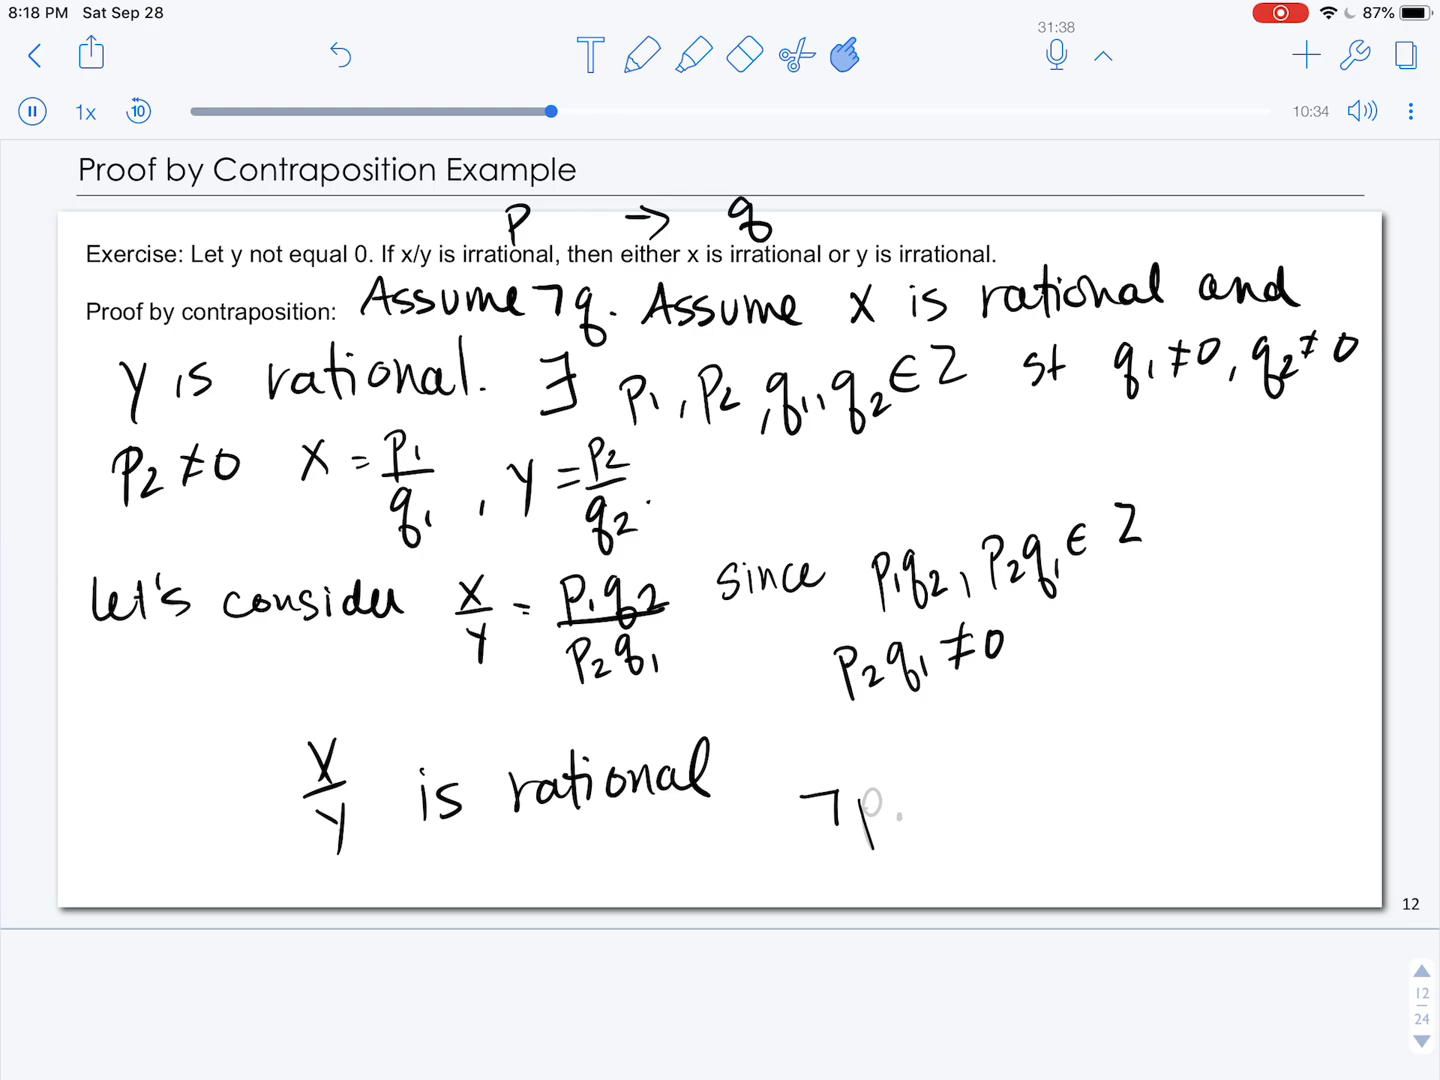 8:18 PM Sat Sep 28 87%
31:38
T
1x 10 10:34
Proof by Contraposition Example
p → q
Exercise: Let y not equal 0. If x/y is irrational, then either x is irrational or y is irrational.
Proof by contraposition: Assume ¬q. Assume x is rational and
y is rational. ∃ p₁, p₂, q₁, q₂ ∈ Z st q₁ ≠ 0, q₂ ≠ 0
p₂ ≠ 0 x = p₁/q₁, y = p₂/q₂.
let's consider x/y = p₁q₂/p₂q₁ since p₁q₂, p₂q₁ ∈ Z
p₂q₁ ≠ 0
x/y is rational ¬p.
12
12
24